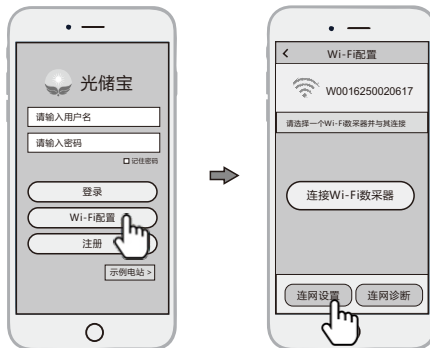 光储宝
请输入用户名
请输入密码
记住密码
登录
Wi-Fi配置
注册
示例电站 >
Wi-Fi配置
W0016250020617
请选择一个Wi-Fi数采器并与其连接
连接Wi-Fi数采器
连网设置
连网诊断